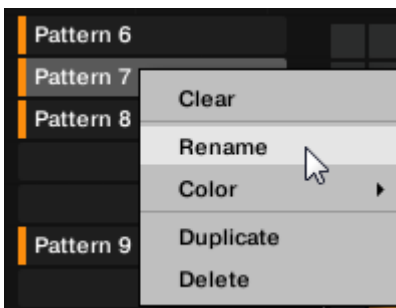 Pattern 6
Pattern 7
Pattern 8
Clear
Rename
Color
Pattern 9
Duplicate
Delete